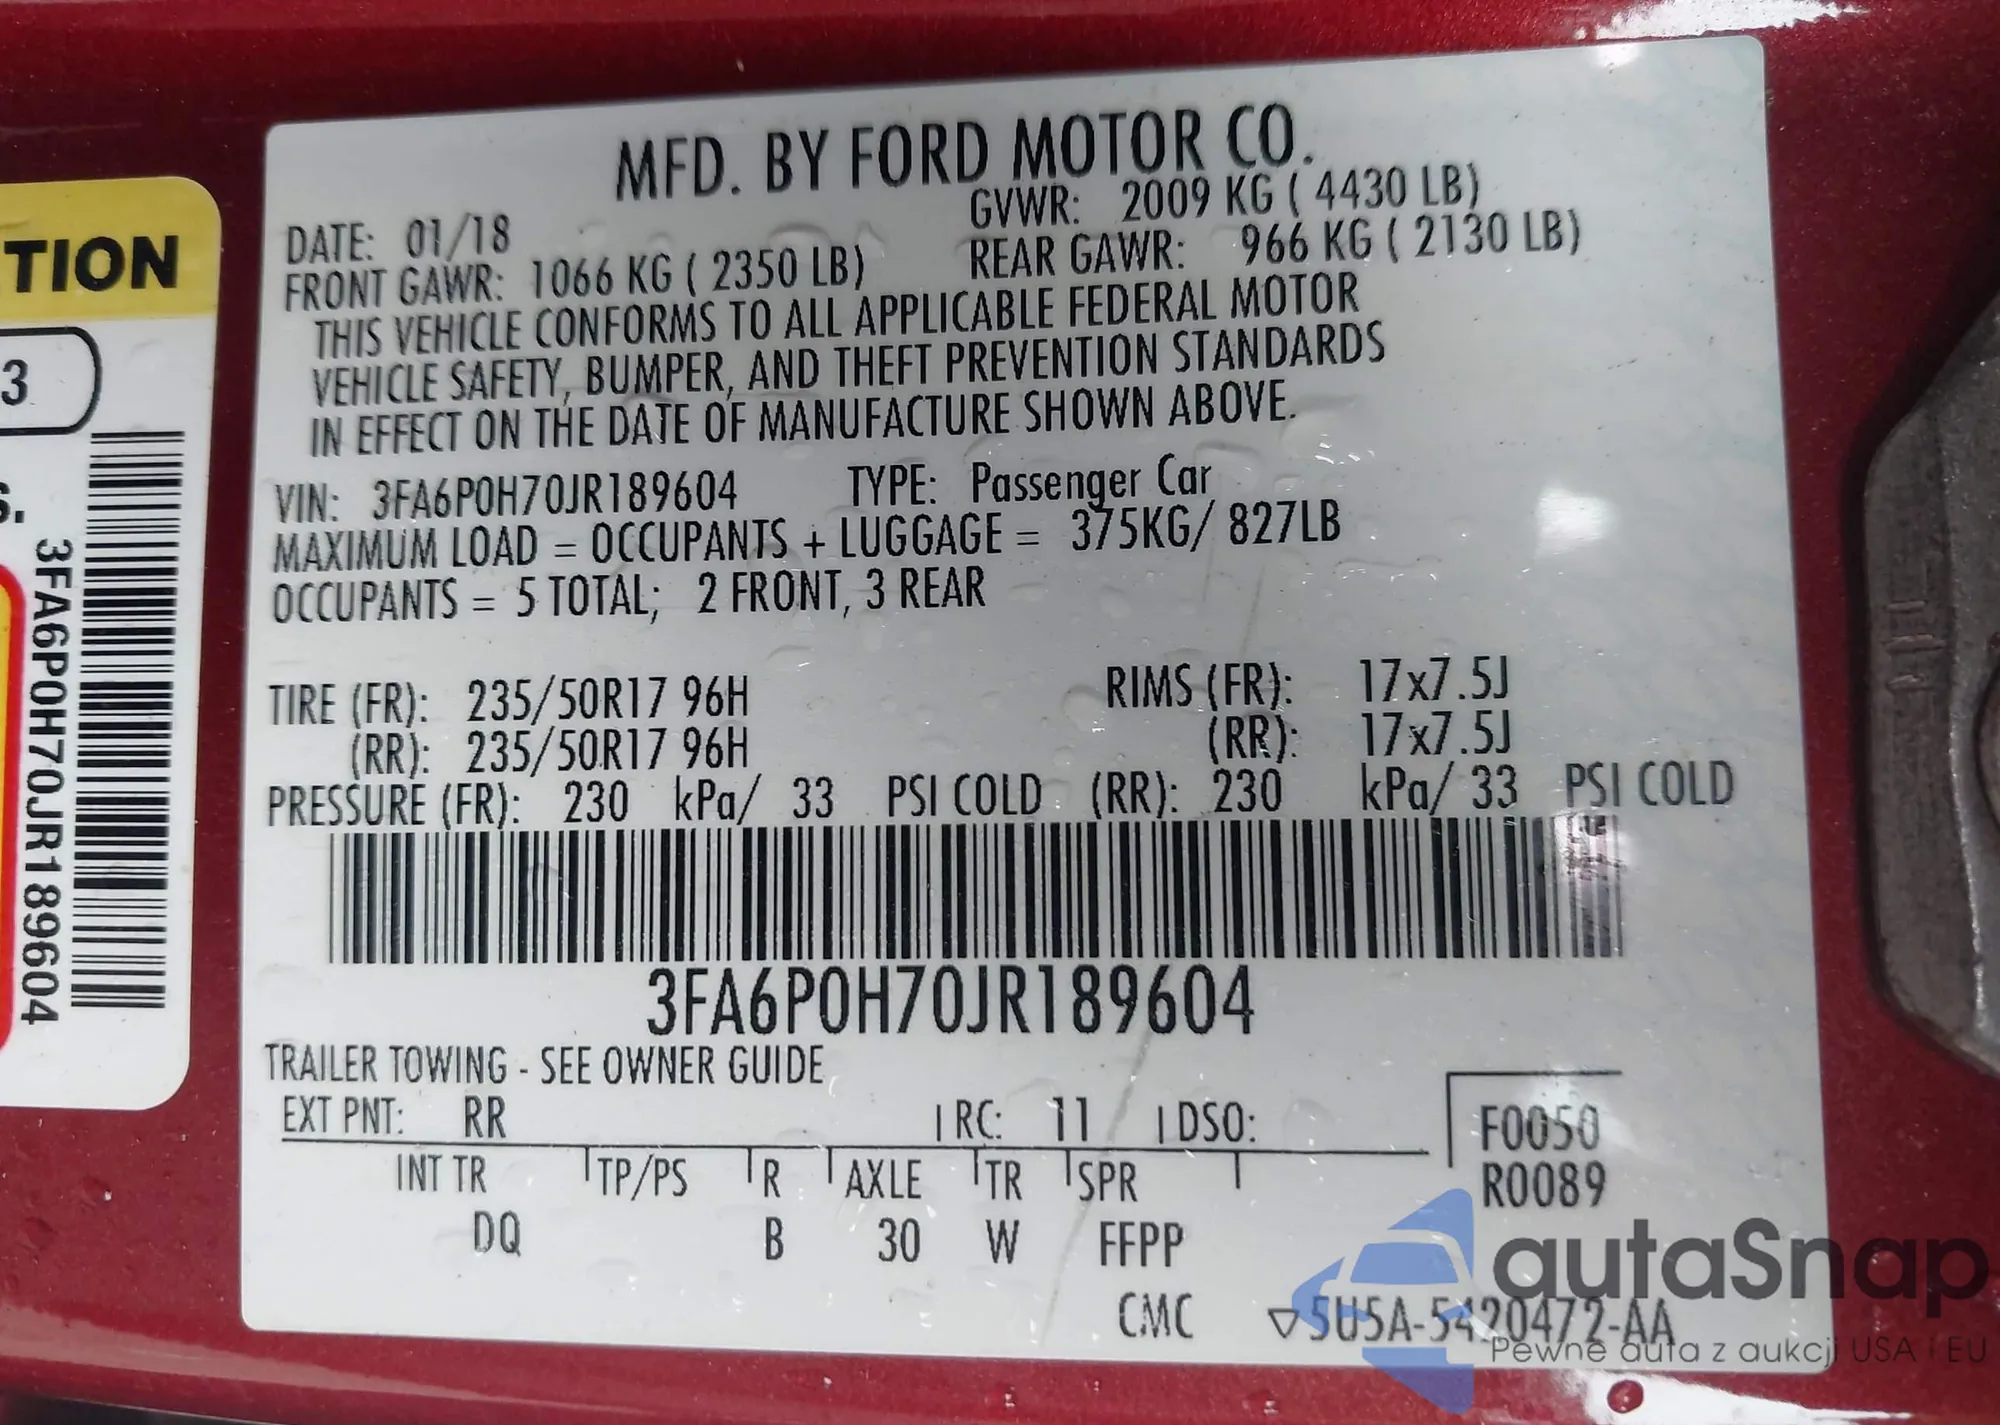 TION
3
S.
3FA6P0H70JR189604
MFD. BY FORD MOTOR CO.
DATE: 01/18 GVWR: 2009 KG ( 4430 LB)
FRONT GAWR: 1066 KG ( 2350 LB) REAR GAWR: 966 KG ( 2130 LB)
THIS VEHICLE CONFORMS TO ALL APPLICABLE FEDERAL MOTOR
VEHICLE SAFETY, BUMPER, AND THEFT PREVENTION STANDARDS
IN EFFECT ON THE DATE OF MANUFACTURE SHOWN ABOVE.
VIN: 3FA6P0H70JR189604 TYPE: Passenger Car
MAXIMUM LOAD = OCCUPANTS + LUGGAGE = 375KG/ 827LB
OCCUPANTS = 5 TOTAL; 2 FRONT, 3 REAR
TIRE (FR): 235/50R17 96H RIMS (FR): 17x7.5J
(RR): 235/50R17 96H (RR): 17x7.5J
PRESSURE (FR): 230 kPa/ 33 PSI COLD (RR): 230 kPa/ 33 PSI COLD
3FA6P0H70JR189604
TRAILER TOWING - SEE OWNER GUIDE
EXT PNT: RR RC: 11 DSO: F0050
INT TR TP/PS R AXLE TR SPR R0089
DQ B 30 W FFPP
CMC ▽5U5A-5420472-AA
autaSnap
Pewne auta z aukcji USA i EU